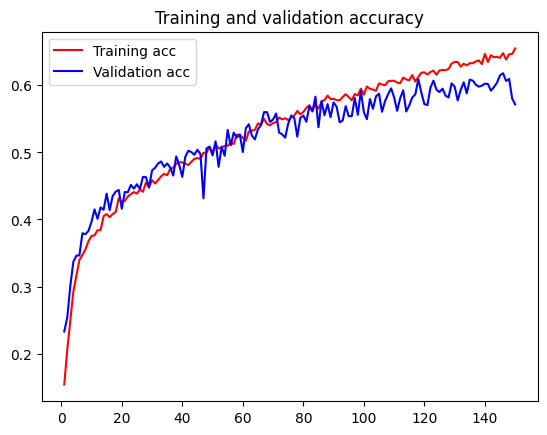 Training and validation accuracy
Training acc
Validation acc
0.6
0.5
0.4
0.3
0.2
0 20 40 60 80 100 120 140